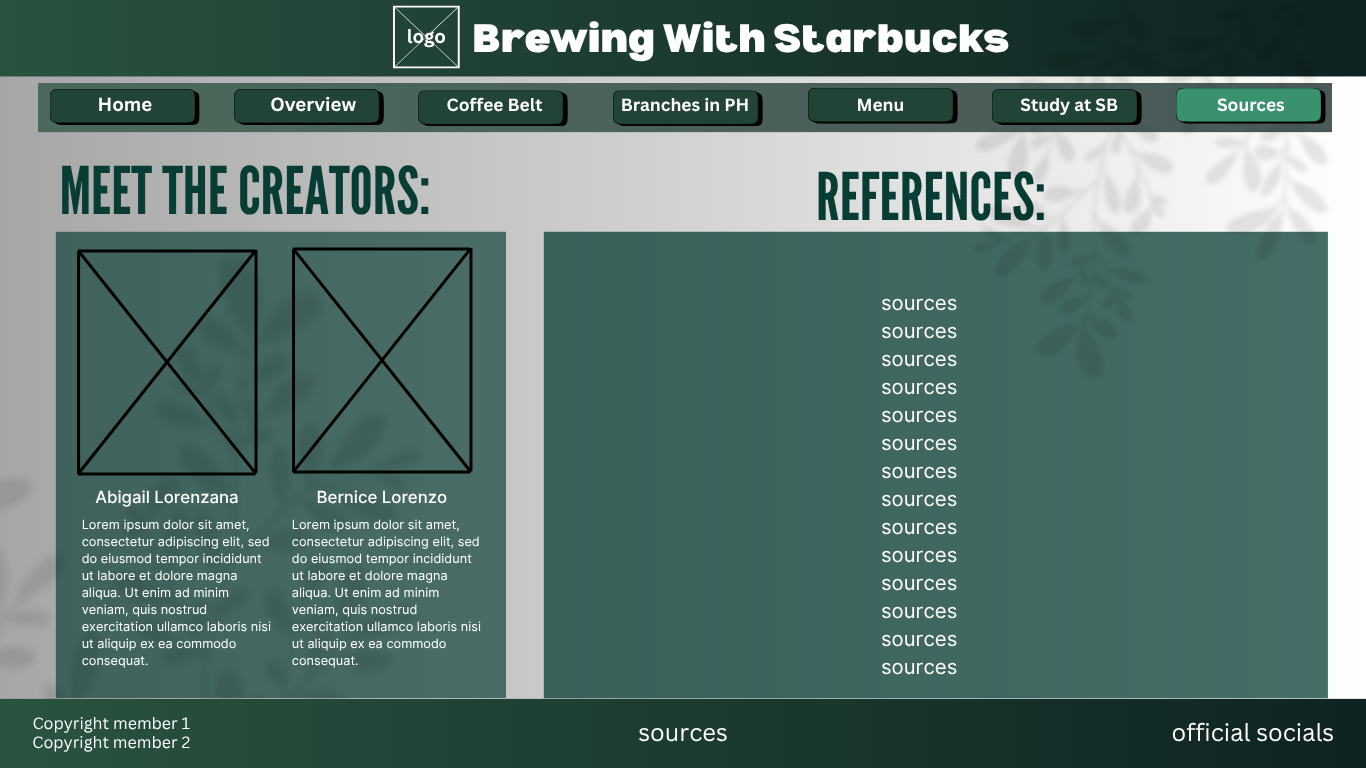 logo
Brewing With Starbucks
Home
Overview
Coffee Belt
Branches in PH
Menu
Study at SB
Sources
MEET THE CREATORS:
Abigail Lorenzana
Lorem ipsum dolor sit amet,
consectetur adipiscing elit, sed
do eiusmod tempor incididunt
ut labore et dolore magna
aliqua. Ut enim ad minim
veniam, quis nostrud
exercitation ullamco laboris nisi
ut aliquip ex ea commodo
consequat.
Bernice Lorenzo
Lorem ipsum dolor sit amet,
consectetur adipiscing elit, sed
do eiusmod tempor incididunt
ut labore et dolore magna
aliqua. Ut enim ad minim
veniam, quis nostrud
exercitation ullamco laboris nisi
ut aliquip ex ea commodo
consequat.
REFERENCES:
sources
sources
sources
sources
sources
sources
sources
sources
sources
sources
sources
sources
sources
sources
Copyright member 1
Copyright member 2
sources
official socials